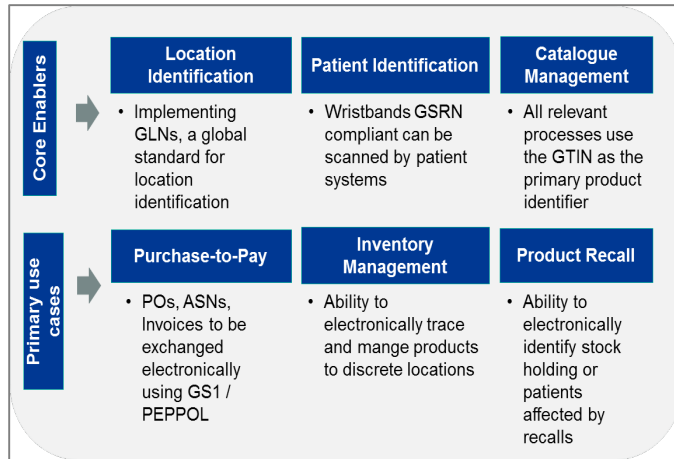 Core Enablers
Location
Identification
• Implementing
GLNs, a global
standard for
location
identification
Patient Identification
• Wristbands GSRN
compliant can be
scanned by patient
systems
Catalogue
Management
• All relevant
processes use
the GTIN as the
primary product
identifier
Primary use
cases
Purchase-to-Pay
• POs, ASNs,
Invoices to be
exchanged
electronically
using GS1 /
PEPPOL
Inventory
Management
• Ability to
electronically trace
and mange products
to discrete locations
Product Recall
• Ability to
electronically
identify stock
holding or
patients
affected by
recalls